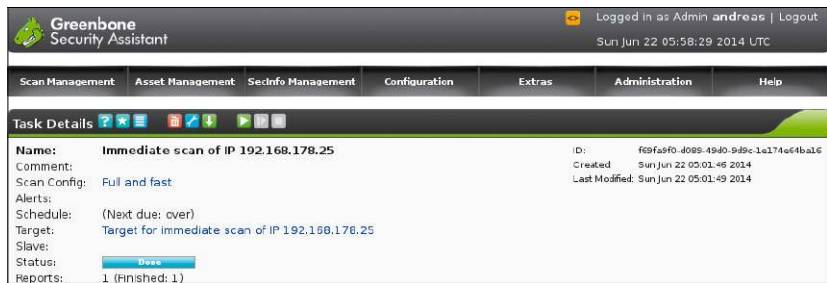 Greenbone
Security Assistant
Logged in as Admin andreas | Logout
Sun Jun 22 05:58:29 2014 UTC
Scan Management Asset Management SecInfo Management Configuration Extras Administration Help
Task Details
Name: Immediate scan of IP 192.168.178.25
Comment:
Scan Config: Full and fast
Alerts:
Schedule: (Next due: over)
Target: Target for immediate scan of IP 192.168.178.25
Slave:
Status: Done
Reports: 1 (Finished: 1)
ID: f69fa9f0-d089-49d0-9d9c-1e174e64ba16
Created: Sun Jun 22 05:01:46 2014
Last Modified: Sun Jun 22 05:01:49 2014